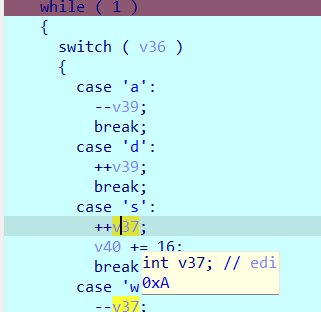 while ( 1 )
{
switch ( v36 )
{
case 'a':
--v39;
break;
case 'd':
++v39;
break;
case 's':
++v37;
v40 += 16;
break
int v37; // edi
0xA
case 'w
--v37;